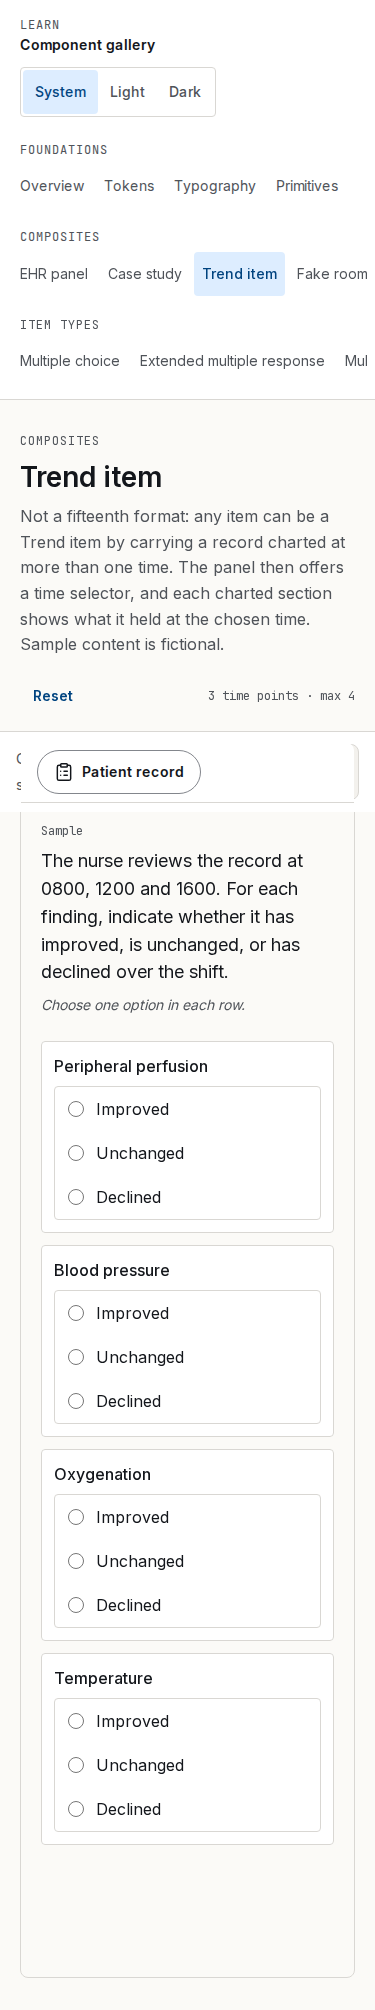 LEARN
Component gallery
System Light Dark
FOUNDATIONS
Overview Tokens Typography Primitives
COMPOSITES
EHR panel Case study Trend item Fake room
ITEM TYPES
Multiple choice Extended multiple response Mul
COMPOSITES
Trend item
Not a fifteenth format: any item can be a
Trend item by carrying a record charted at
more than one time. The panel then offers
a time selector, and each charted section
shows what it held at the chosen time.
Sample content is fictional.
Reset 3 time points · max 4
Patient record
Sample
The nurse reviews the record at
0800, 1200 and 1600. For each
finding, indicate whether it has
improved, is unchanged, or has
declined over the shift.
Choose one option in each row.
Peripheral perfusion
Improved
Unchanged
Declined
Blood pressure
Improved
Unchanged
Declined
Oxygenation
Improved
Unchanged
Declined
Temperature
Improved
Unchanged
Declined